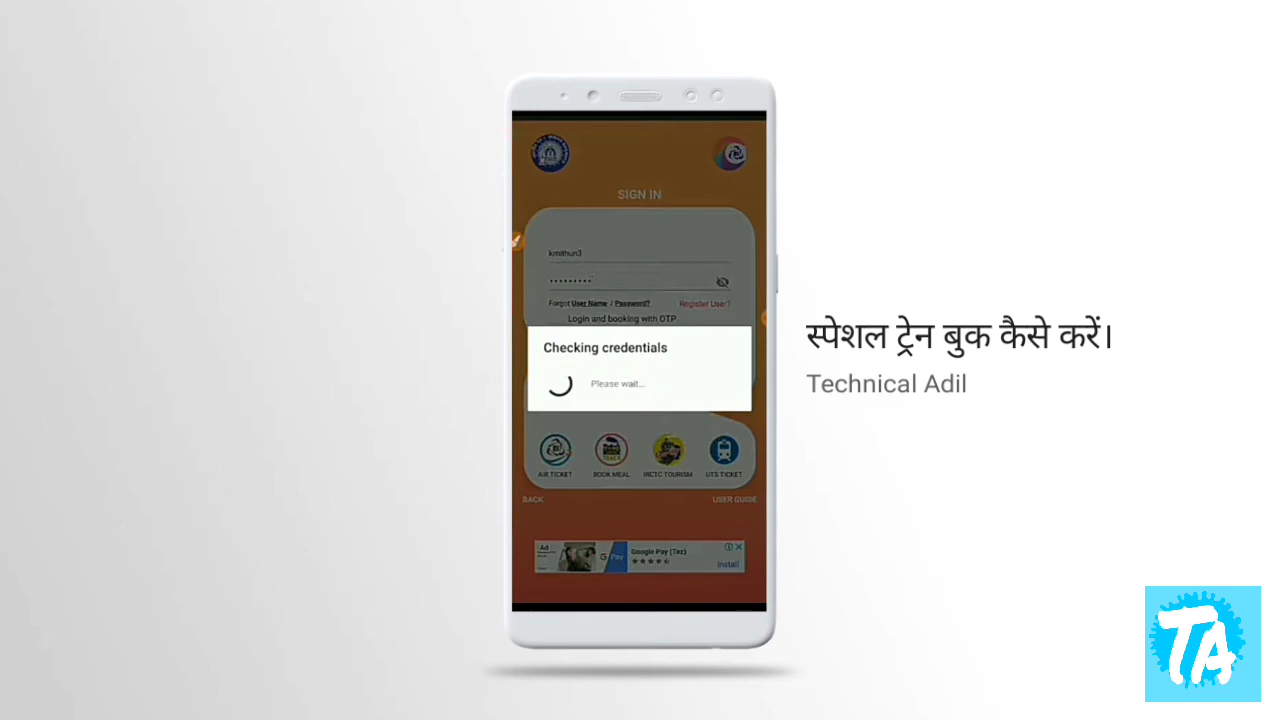 SIGN IN
kmithun3
Forgot User Name / Password? Register User?
Login and booking with OTP
Checking credentials
Please wait...
AIR TICKET BOOK MEAL IRCTC TOURISM UTS TICKET
BACK USER GUIDE
Ad
G Pay
Google Pay (Tez)
Install
स्पेशल ट्रेन बुक कैसे करें।
Technical Adil
TA